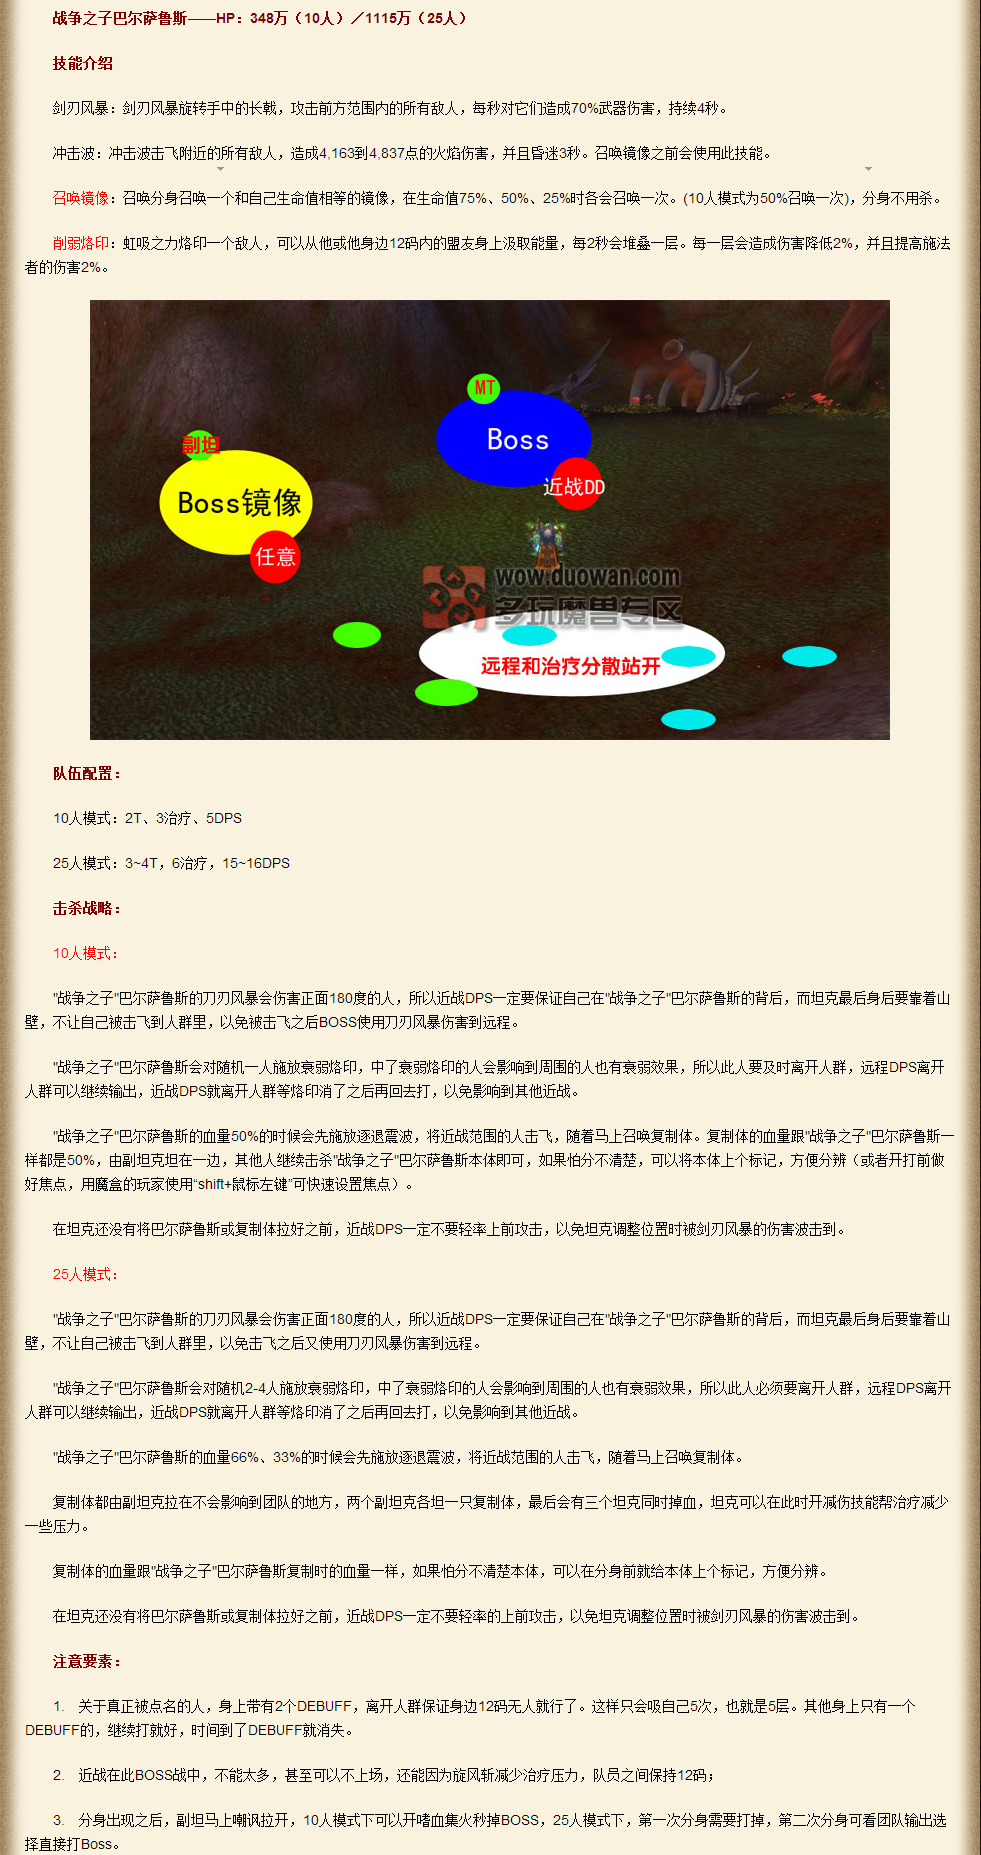 战争之子巴尔萨鲁斯——HP：348万（10人）／1115万（25人）
技能介绍
剑刃风暴：剑刃风暴旋转手中的长戟，攻击前方范围内的所有敌人，每秒对它们造成70%武器伤害，持续4秒。
冲击波：冲击波击飞附近的所有敌人，造成4,163到4,837点的火焰伤害，并且昏迷3秒。召唤镜像之前会使用此技能。
召唤镜像：召唤分身召唤一个和自己生命值相等的镜像，在生命值75%、50%、25%时各会召唤一次。(10人模式为50%召唤一次)，分身不用杀。
削弱烙印：虹吸之力烙印一个敌人，可以从他或他身边12码内的盟友身上汲取能量，每2秒会堆叠一层。每一层会造成伤害降低2%，并且提高施法
者的伤害2%。
MT
Boss
副坦
近战DD
Boss镜像
任意
wow.duowan.com
多玩魔兽专区
远程和治疗分散站开
队伍配置：
10人模式：2T、3治疗、5DPS
25人模式：3~4T，6治疗，15~16DPS
击杀战略：
10人模式：
"战争之子"巴尔萨鲁斯的刀刃风暴会伤害正面180度的人，所以近战DPS一定要保证自己在"战争之子"巴尔萨鲁斯的背后，而坦克最后身后要靠着山
壁，不让自己被击飞到人群里，以免被击飞之后BOSS使用刀刃风暴伤害到远程。
"战争之子"巴尔萨鲁斯会对随机一人施放衰弱烙印，中了衰弱烙印的人会影响到周围的人也有衰弱效果，所以此人要及时离开人群，远程DPS离开
人群可以继续输出，近战DPS就离开人群等烙印消了之后再回去打，以免影响到其他近战。
"战争之子"巴尔萨鲁斯的血量50%的时候会先施放逐退震波，将近战范围的人击飞，随着马上召唤复制体。复制体的血量跟"战争之子"巴尔萨鲁斯一
样都是50%，由副坦克坦在一边，其他人继续击杀"战争之子"巴尔萨鲁斯本体即可，如果怕分不清楚，可以将本体上个标记，方便分辨（或者开打前做
好焦点，用魔盒的玩家使用“shift+鼠标左键”可快速设置焦点）。
在坦克还没有将巴尔萨鲁斯或复制体拉好之前，近战DPS一定不要轻率上前攻击，以免坦克调整位置时被剑刃风暴的伤害波击到。
25人模式：
"战争之子"巴尔萨鲁斯的刀刃风暴会伤害正面180度的人，所以近战DPS一定要保证自己在"战争之子"巴尔萨鲁斯的背后，而坦克最后身后要靠着山
壁，不让自己被击飞到人群里，以免击飞之后又使用刀刃风暴伤害到远程。
"战争之子"巴尔萨鲁斯会对随机2-4人施放衰弱烙印，中了衰弱烙印的人会影响到周围的人也有衰弱效果，所以此人必须要离开人群，远程DPS离开
人群可以继续输出，近战DPS就离开人群等烙印消了之后再回去打，以免影响到其他近战。
"战争之子"巴尔萨鲁斯的血量66%、33%的时候会先施放逐退震波，将近战范围的人击飞，随着马上召唤复制体。
复制体都由副坦克拉在不会影响到团队的地方，两个副坦克各坦一只复制体，最后会有三个坦克同时掉血，坦克可以在此时开减伤技能帮治疗减少
一些压力。
复制体的血量跟"战争之子"巴尔萨鲁斯复制时的血量一样，如果怕分不清楚本体，可以在分身前就给本体上个标记，方便分辨。
在坦克还没有将巴尔萨鲁斯或复制体拉好之前，近战DPS一定不要轻率的上前攻击，以免坦克调整位置时被剑刃风暴的伤害波击到。
注意要素：
1. 关于真正被点名的人，身上带有2个DEBUFF，离开人群保证身边12码无人就行了。这样只会吸自己5次，也就是5层。其他身上只有一个
DEBUFF的，继续打就好，时间到了DEBUFF就消失。
2. 近战在此BOSS战中，不能太多，甚至可以不上场，还能因为旋风斩减少治疗压力，队员之间保持12码；
3. 分身出现之后，副坦马上嘲讽拉开，10人模式下可以开嗜血集火秒掉BOSS，25人模式下，第一次分身需要打掉，第二次分身可看团队输出选
择直接打Boss。